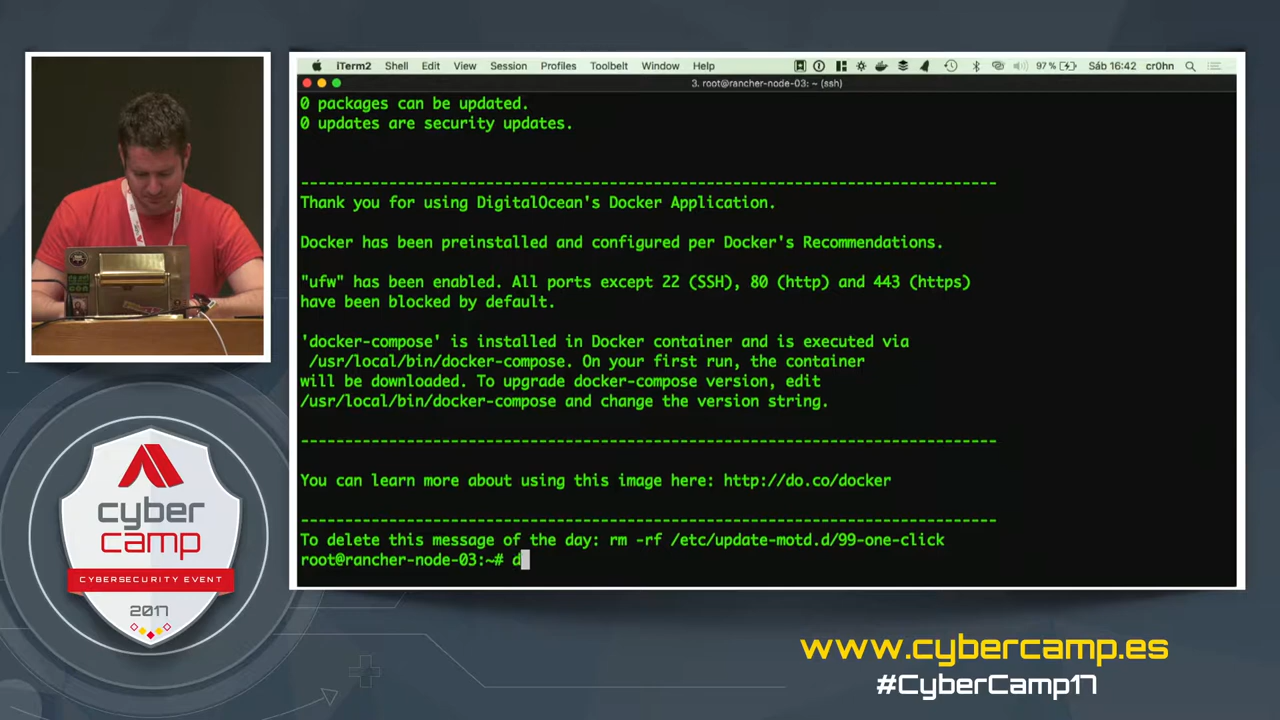 iTerm2 Shell Edit View Session Profiles Toolbelt Window Help 97% Sáb 16:42 cr0hn
3. root@rancher-node-03: ~ (ssh)
0 packages can be updated.
0 updates are security updates.
-------------------------------------------------------------------------------
Thank you for using DigitalOcean's Docker Application.
Docker has been preinstalled and configured per Docker's Recommendations.
"ufw" has been enabled. All ports except 22 (SSH), 80 (http) and 443 (https)
have been blocked by default.
'docker-compose' is installed in Docker container and is executed via
/usr/local/bin/docker-compose. On your first run, the container
will be downloaded. To upgrade docker-compose version, edit
/usr/local/bin/docker-compose and change the version string.
-------------------------------------------------------------------------------
You can learn more about using this image here: http://do.co/docker
-------------------------------------------------------------------------------
To delete this message of the day: rm -rf /etc/update-motd.d/99-one-click
root@rancher-node-03:~# d
cyber
camp
CYBERSECURITY EVENT
2017
www.cybercamp.es
#CyberCamp17